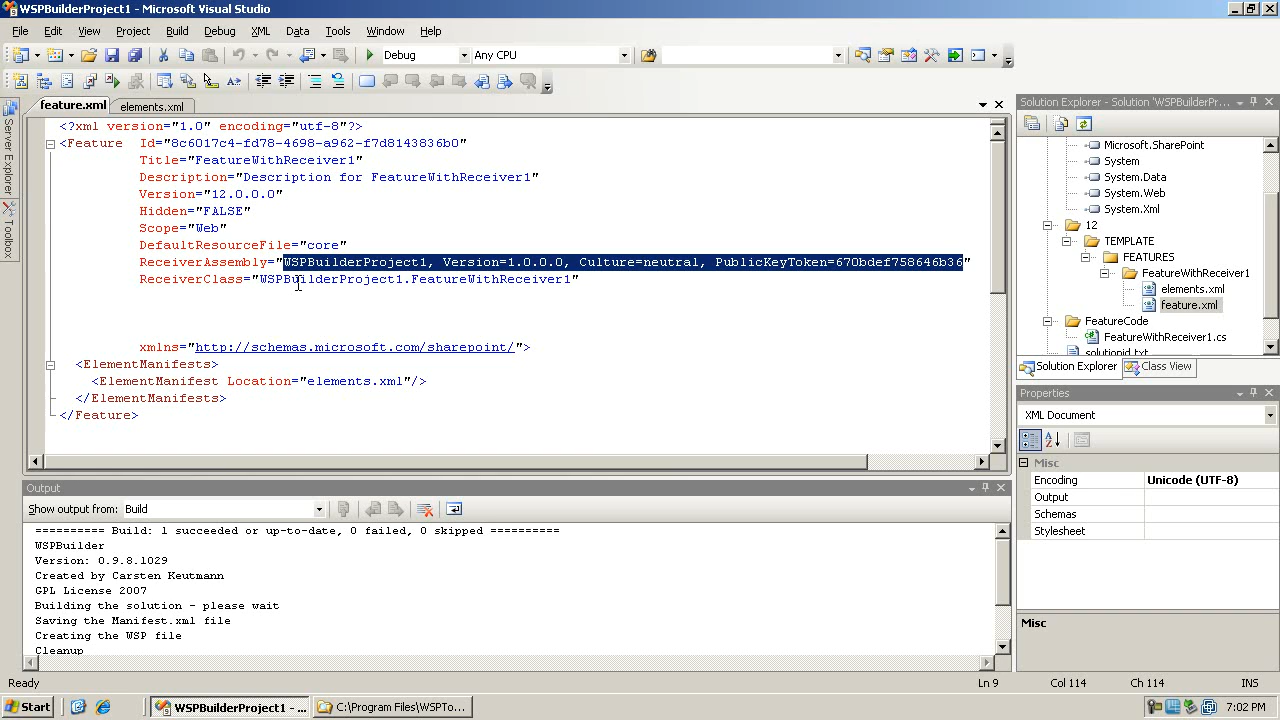 WSPBuilderProject1 - Microsoft Visual Studio
File Edit View Project Build Debug XML Data Tools Window Help
Debug Any CPU
feature.xml elements.xml
Server Explorer
Toolbox
<?xml version="1.0" encoding="utf-8"?>
<Feature Id="8c6017c4-fd78-4f98-a962-f7d8143836b0"
Title="FeatureWithReceiver1"
Description="Description for FeatureWithReceiver1"
Version="12.0.0.0"
Hidden="FALSE"
Scope="Web"
DefaultResourceFile="core"
ReceiverAssembly="WSPBuilderProject1, Version=1.0.0.0, Culture=neutral, PublicKeyToken=670bdef758646b36"
ReceiverClass="WSPBuilderProject1.FeatureWithReceiver1"
xmlns="http://schemas.microsoft.com/sharepoint/">
<ElementManifests>
<ElementManifest Location="elements.xml"/>
</ElementManifests>
</Feature>
Solution Explorer - Solution 'WSPBuilderPr...
Microsoft.SharePoint
System
System.Data
System.Web
System.Xml
12
TEMPLATE
FEATURES
FeatureWithReceiver1
elements.xml
feature.xml
FeatureCode
FeatureWithReceiver1.cs
solutionid.txt
Solution Explorer Class View
Properties
XML Document
Misc
Encoding Unicode (UTF-8)
Output
Schemas
Stylesheet
Misc
Output
Show output from: Build
========== Build: 1 succeeded or up-to-date, 0 failed, 0 skipped ==========
WSPBuilder
Version: 0.9.8.1029
Created by Carsten Keutmann
GPL License 2007
Building the solution - please wait
Saving the Manifest.xml file
Creating the WSP file
Cleanup
Ready Ln 9 Col 114 Ch 114 INS
Start WSPBuilderProject1 - ... C:\Program Files\WSPTo... 7:02 PM